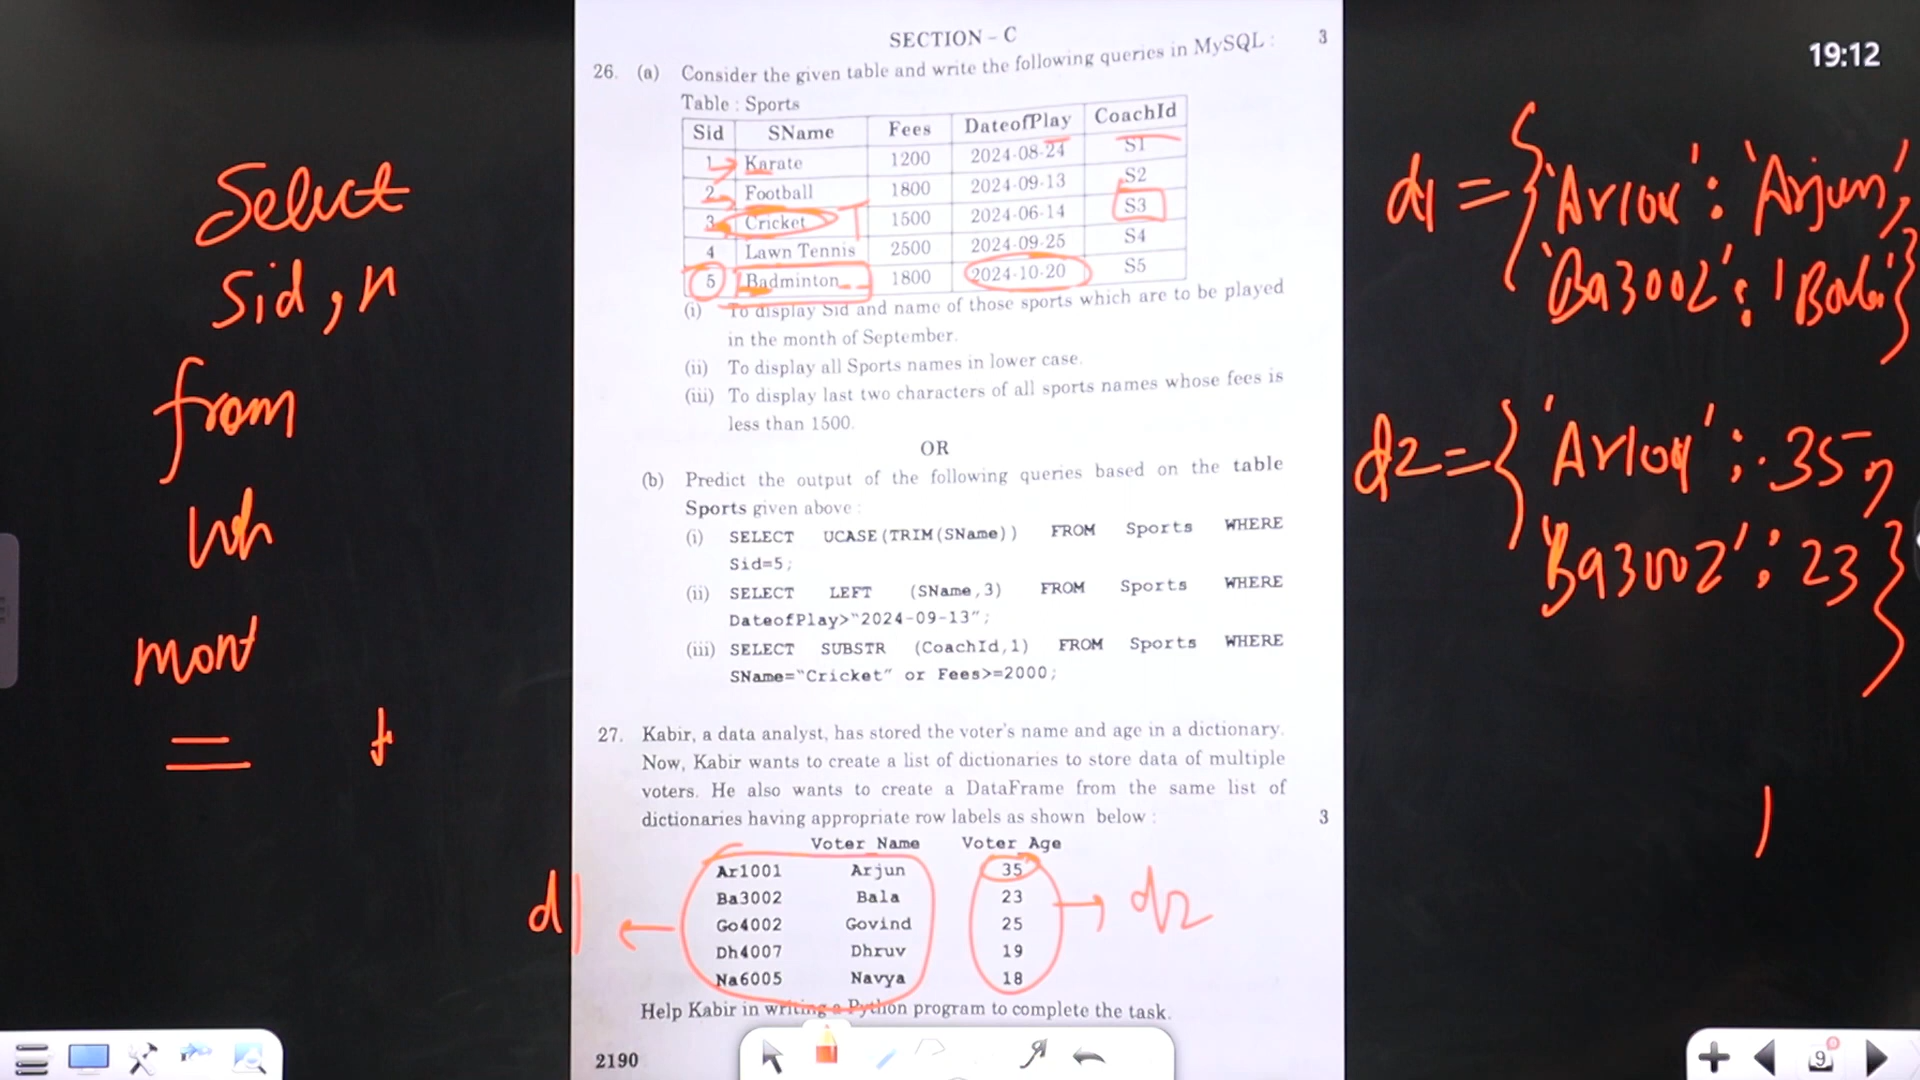 SECTION – C
19:12
26. (a) Consider the given table and write the following queries in MySQL : 3
Table : Sports
Sid SName Fees DateofPlay CoachId
1 Karate 1200 2024-08-24 S1
2 Football 1800 2024-09-13 S2
3 Cricket 1500 2024-06-14 S3
4 Lawn Tennis 2500 2024-09-25 S4
5 Badminton 1800 2024-10-20 S5
(i) To display Sid and name of those sports which are to be played
in the month of September.
(ii) To display all Sports names in lower case.
(iii) To display last two characters of all sports names whose fees is
less than 1500.
OR
(b) Predict the output of the following queries based on the table
Sports given above :
(i) SELECT UCASE(TRIM(SName)) FROM Sports WHERE
Sid=5;
(ii) SELECT LEFT (SName,3) FROM Sports WHERE
DateofPlay>"2024-09-13";
(iii) SELECT SUBSTR (CoachId,1) FROM Sports WHERE
SName="Cricket" or Fees>=2000;
27. Kabir, a data analyst, has stored the voter's name and age in a dictionary.
Now, Kabir wants to create a list of dictionaries to store data of multiple
voters. He also wants to create a DataFrame from the same list of
dictionaries having appropriate row labels as shown below : 3
Voter Name Voter Age
Ar1001 Arjun 35
Ba3002 Bala 23
Go4002 Govind 25
Dh4007 Dhruv 19
Na6005 Navya 18
Help Kabir in writing a Python program to complete the task.
2190
Select
Sid, n
from
wh
mont
=
d1
d2
d1 = { 'Ar100
: 'Arjun',
'Ba3002' :
}
d2 = {
: 35,
'Ba3002' : 23 }
9